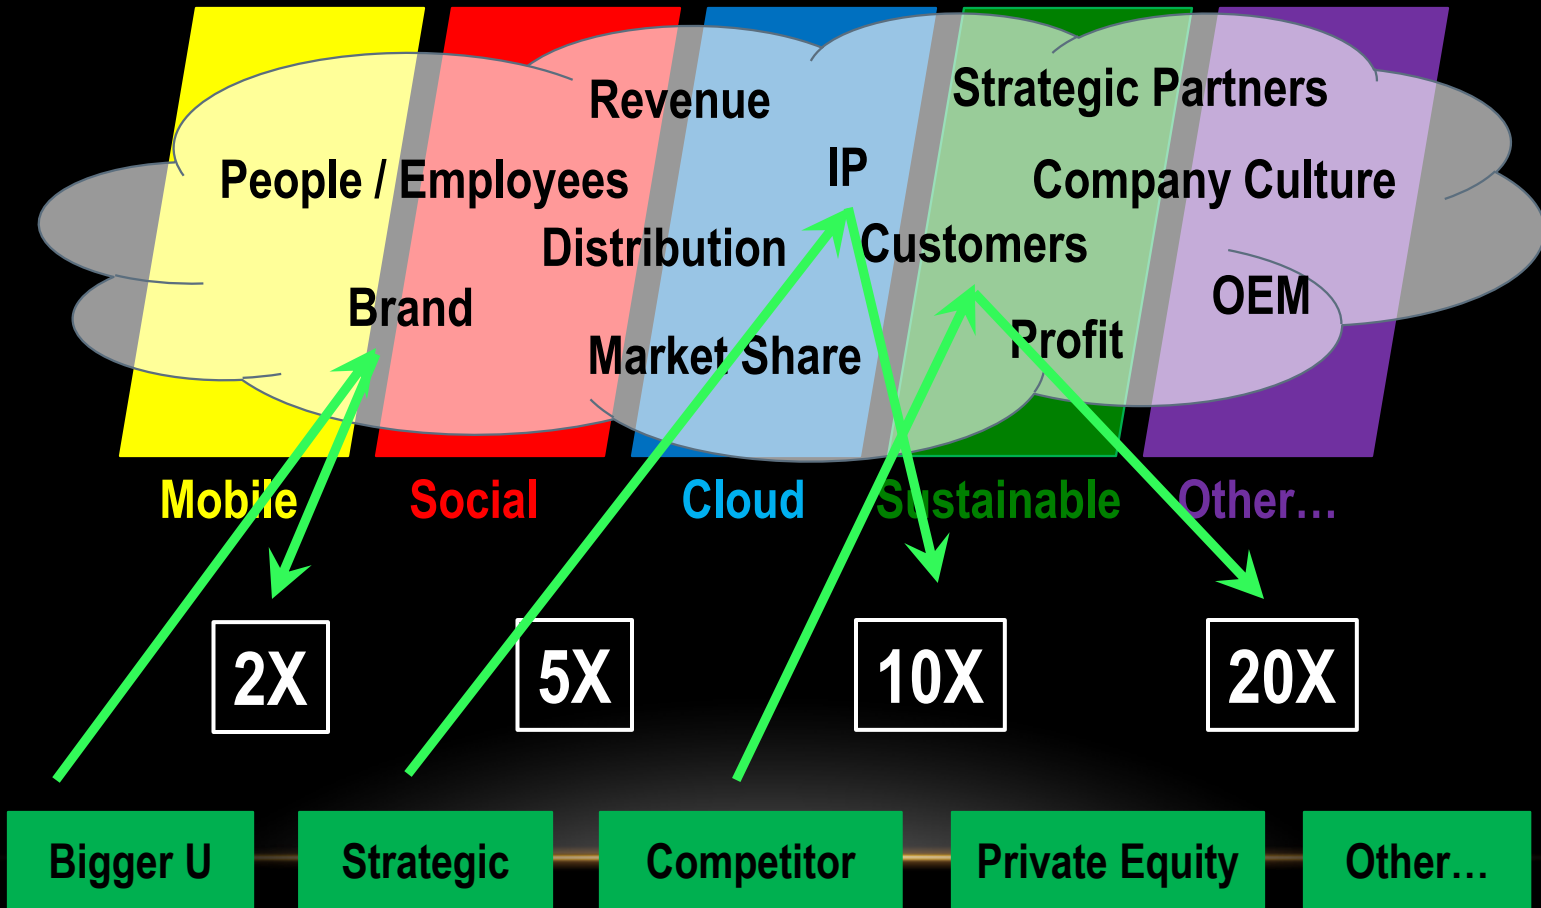 Revenue
Strategic Partners
People / Employees
IP
Company Culture
Distribution
Customers
Brand
OEM
Market Share
Profit
Mobile
Social
Cloud
Sustainable
Other…
2X
5X
10X
20X
Bigger U
Strategic
Competitor
Private Equity
Other…